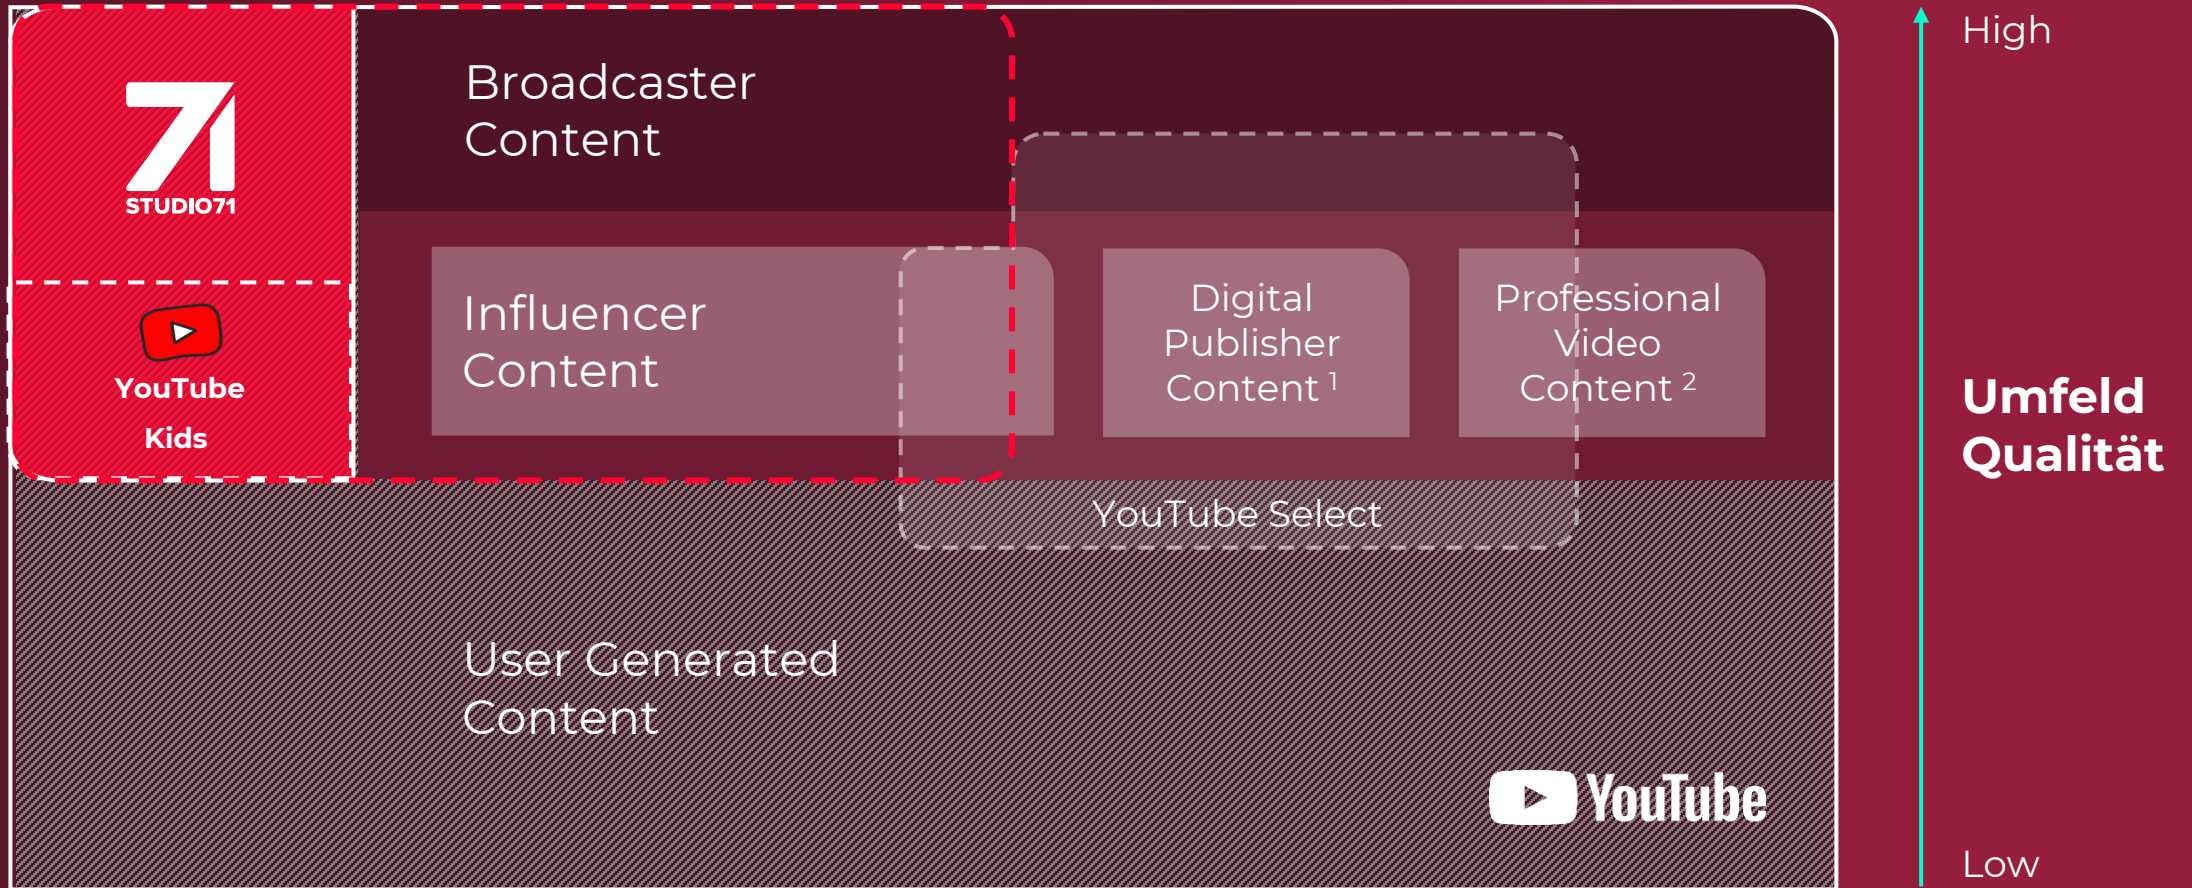 STUDIO71
YouTube
Kids
Broadcaster
Content
Influencer
Content
Digital
Publisher
Content ¹
Professional
Video
Content ²
YouTube Select
User Generated
Content
YouTube
High
Umfeld
Qualität
Low